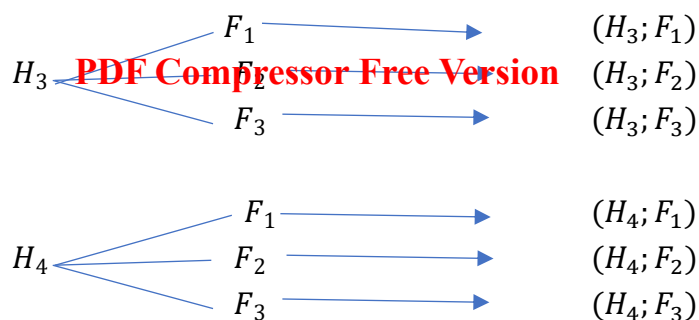 F₁ (H₃; F₁)
H₃ F₂ (H₃; F₂)
PDF Compressor Free Version
F₃ (H₃; F₃)
F₁ (H₄; F₁)
H₄ F₂ (H₄; F₂)
F₃ (H₄; F₃)